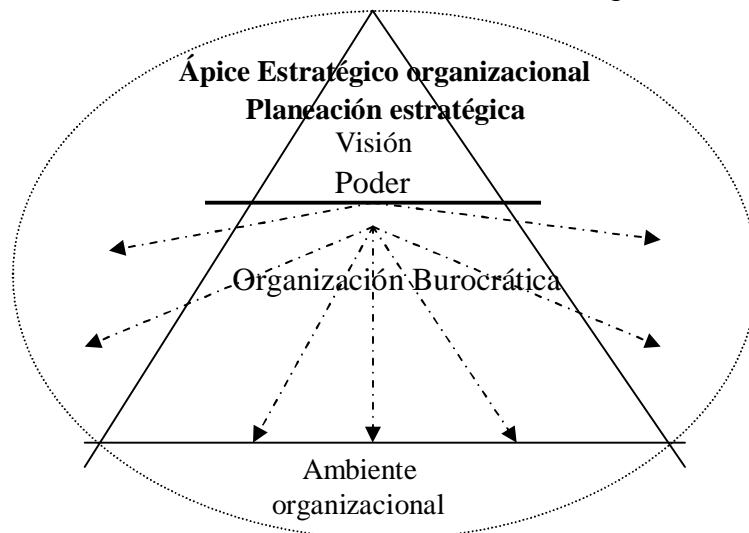 Ápice Estratégico organizacional
Planeación estratégica
Visión
Poder
Organización Burocrática
Ambiente
organizacional